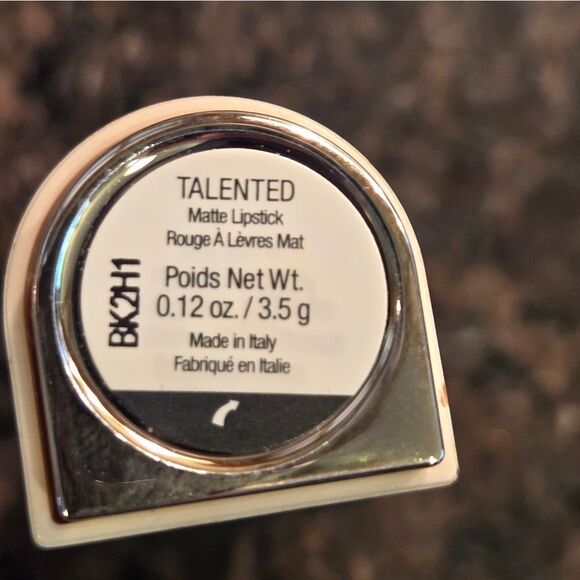 TALENTED
Matte Lipstick
Rouge À Lèvres Mat
Poids Net Wt.
0.12 oz. / 3.5 g
Made in Italy
Fabriqué en Italie
BK2H1